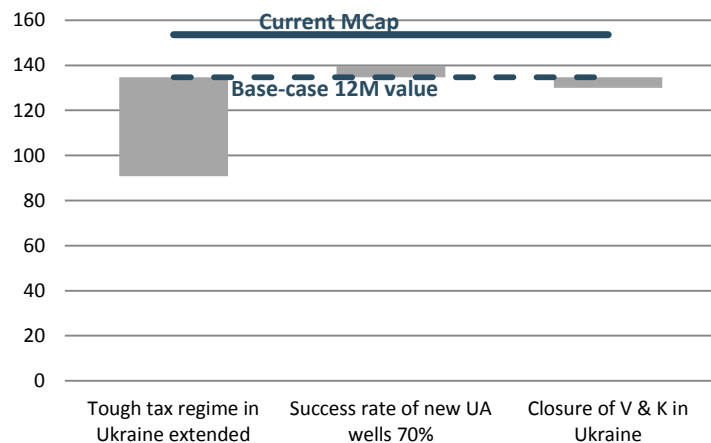 160
Current MCap
140
Base-case 12M value
120
100
80
60
40
20
0
Tough tax regime in
Ukraine extended
Success rate of new UA
wells 70%
Closure of V & K in
Ukraine